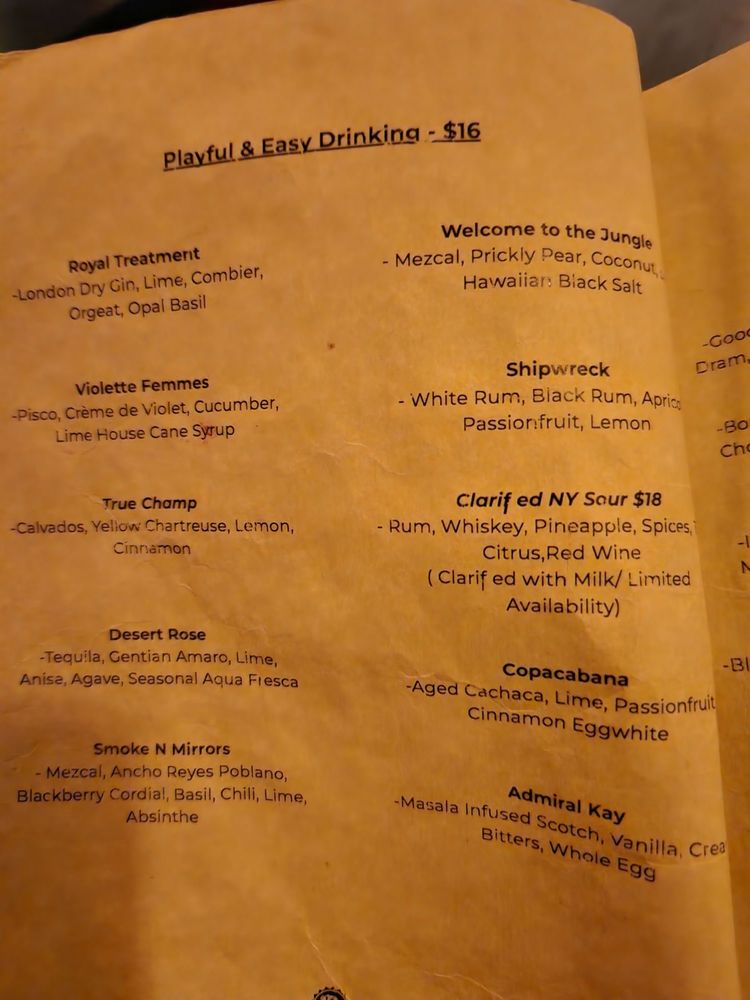 Playful & Easy Drinking - $16
Royal Treatment
-London Dry Gin, Lime, Combier,
Orgeat, Opal Basil
Violette Femmes
-Pisco, Crème de Violet, Cucumber,
Lime House Cane Syrup
True Champ
-Calvados, Yellow Chartreuse, Lemon,
Cinnamon
Desert Rose
-Tequila, Gentian Amaro, Lime,
Anise, Agave, Seasonal Aqua Fresca
Smoke N Mirrors
- Mezcal, Ancho Reyes Poblano,
Blackberry Cordial, Basil, Chili, Lime,
Absinthe
Welcome to the Jungle
- Mezcal, Prickly Pear, Coconut,
Hawaiian Black Salt
Shipwreck
- White Rum, Black Rum,
Passionfruit, Lemon
Clarif ed NY Sour $18
- Rum, Whiskey, Pineapple, Spices,
Citrus,Red Wine
( Clarif ed with Milk/ Limited
Availability)
Copacabana
-Aged Cachaca, Lime, Passionfruit
Cinnamon Eggwhite
Admiral Kay
-Masala Infused Scotch, Vanilla,
Bitters, Whole Egg
Dram,